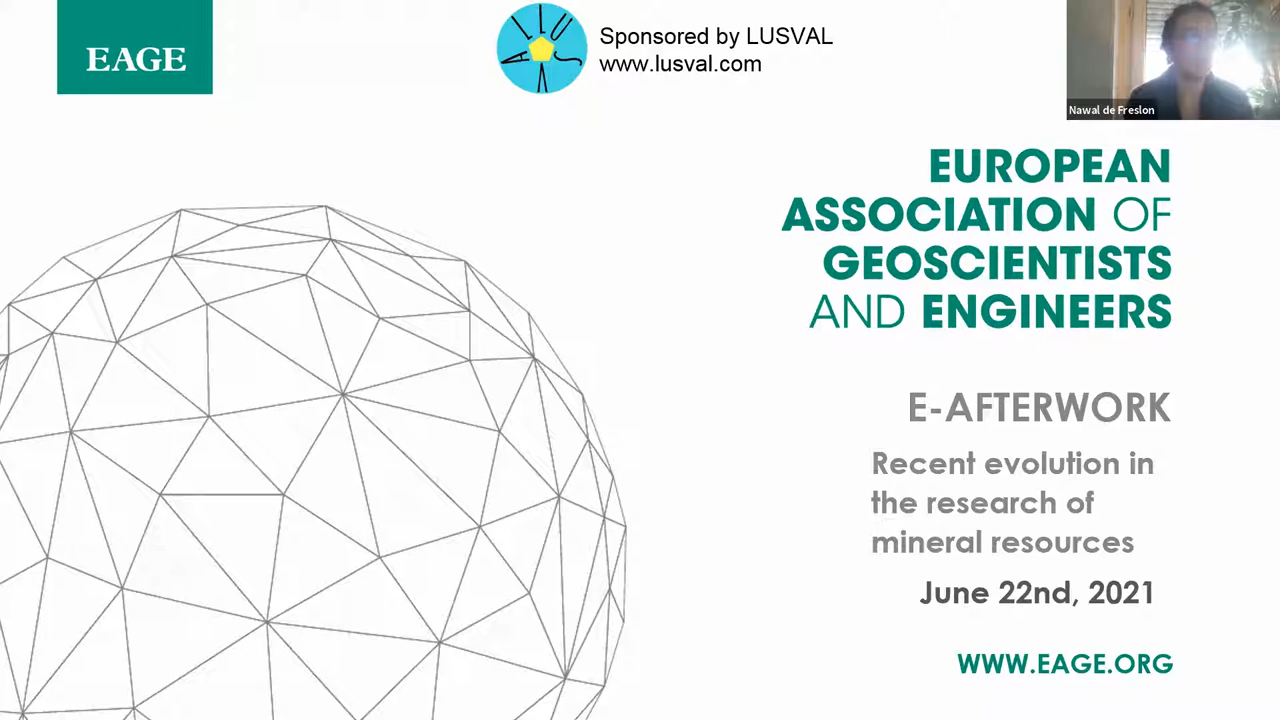 EAGE
Sponsored by LUSVAL
www.lusval.com
Nawal de Freslon
EUROPEAN
ASSOCIATION OF
GEOSCIENTISTS
AND ENGINEERS
E-AFTERWORK
Recent evolution in
the research of
mineral resources
June 22nd, 2021
WWW.EAGE.ORG